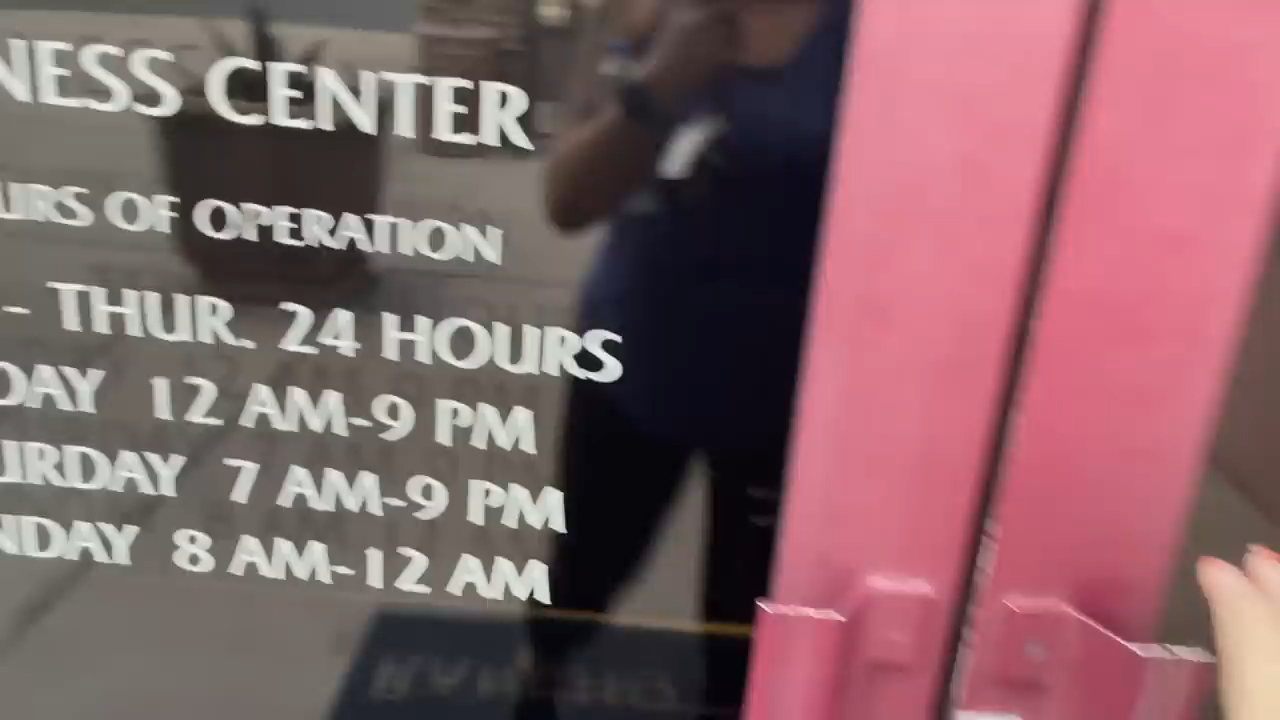 NESS CENTER
URS OF OPERATION
- THUR. 24 HOURS
DAY 12 AM-9 PM
URDAY 7 AM-9 PM
NDAY 8 AM-12 AM